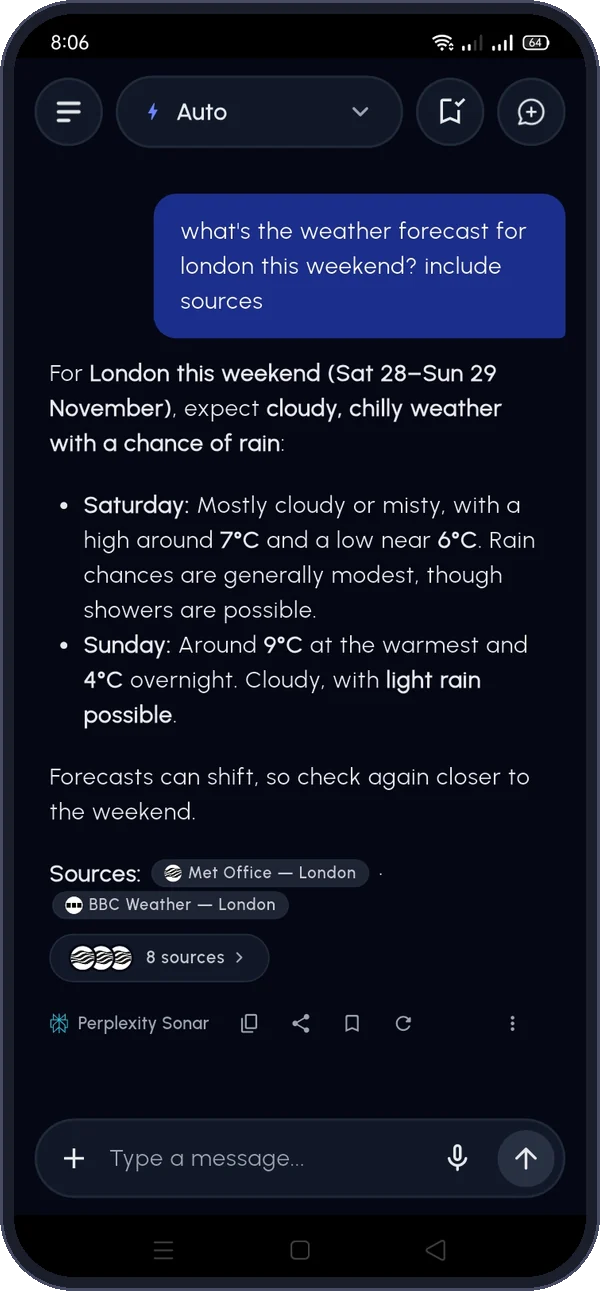 8:06
64
Auto
what's the weather forecast for
london this weekend? include
sources
For London this weekend (Sat 28–Sun 29
November), expect cloudy, chilly weather
with a chance of rain:
• Saturday: Mostly cloudy or misty, with a
high around 7°C and a low near 6°C. Rain
chances are generally modest, though
showers are possible.
• Sunday: Around 9°C at the warmest and
4°C overnight. Cloudy, with light rain
possible.
Forecasts can shift, so check again closer to
the weekend.
Sources: Met Office — London ·
BBC Weather — London
8 sources
Perplexity Sonar
Type a message...